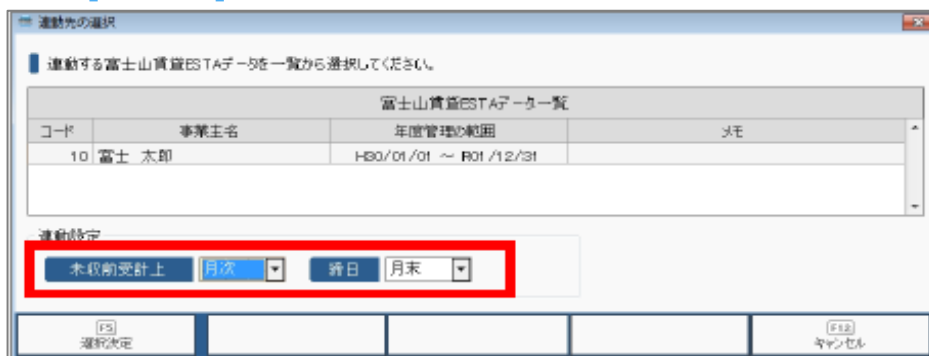 連動先の選択
連動する富士山賃貸ESTAデータを一覧から選択してください。
富士山賃貸ESTAデータ一覧
コード 事業主名 年度管理の範囲 メモ
10 富士 太郎 H30/01/01 ～ R01/12/31
連動設定
未収前受計上 月次 締日 月末
F5 F12
選択決定 キャンセル